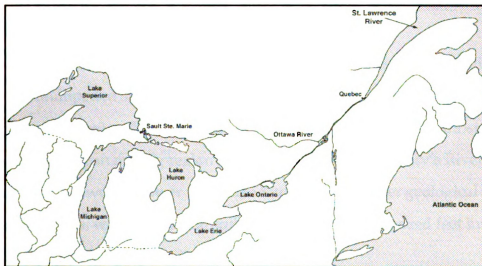 St. Lawrence
River
Lake
Superior
Quebec
Sault Ste. Marie
Ottawa River
Lake
Huron
Lake Ontario
Lake
Michigan
Lake Erie
Atlantic Ocean